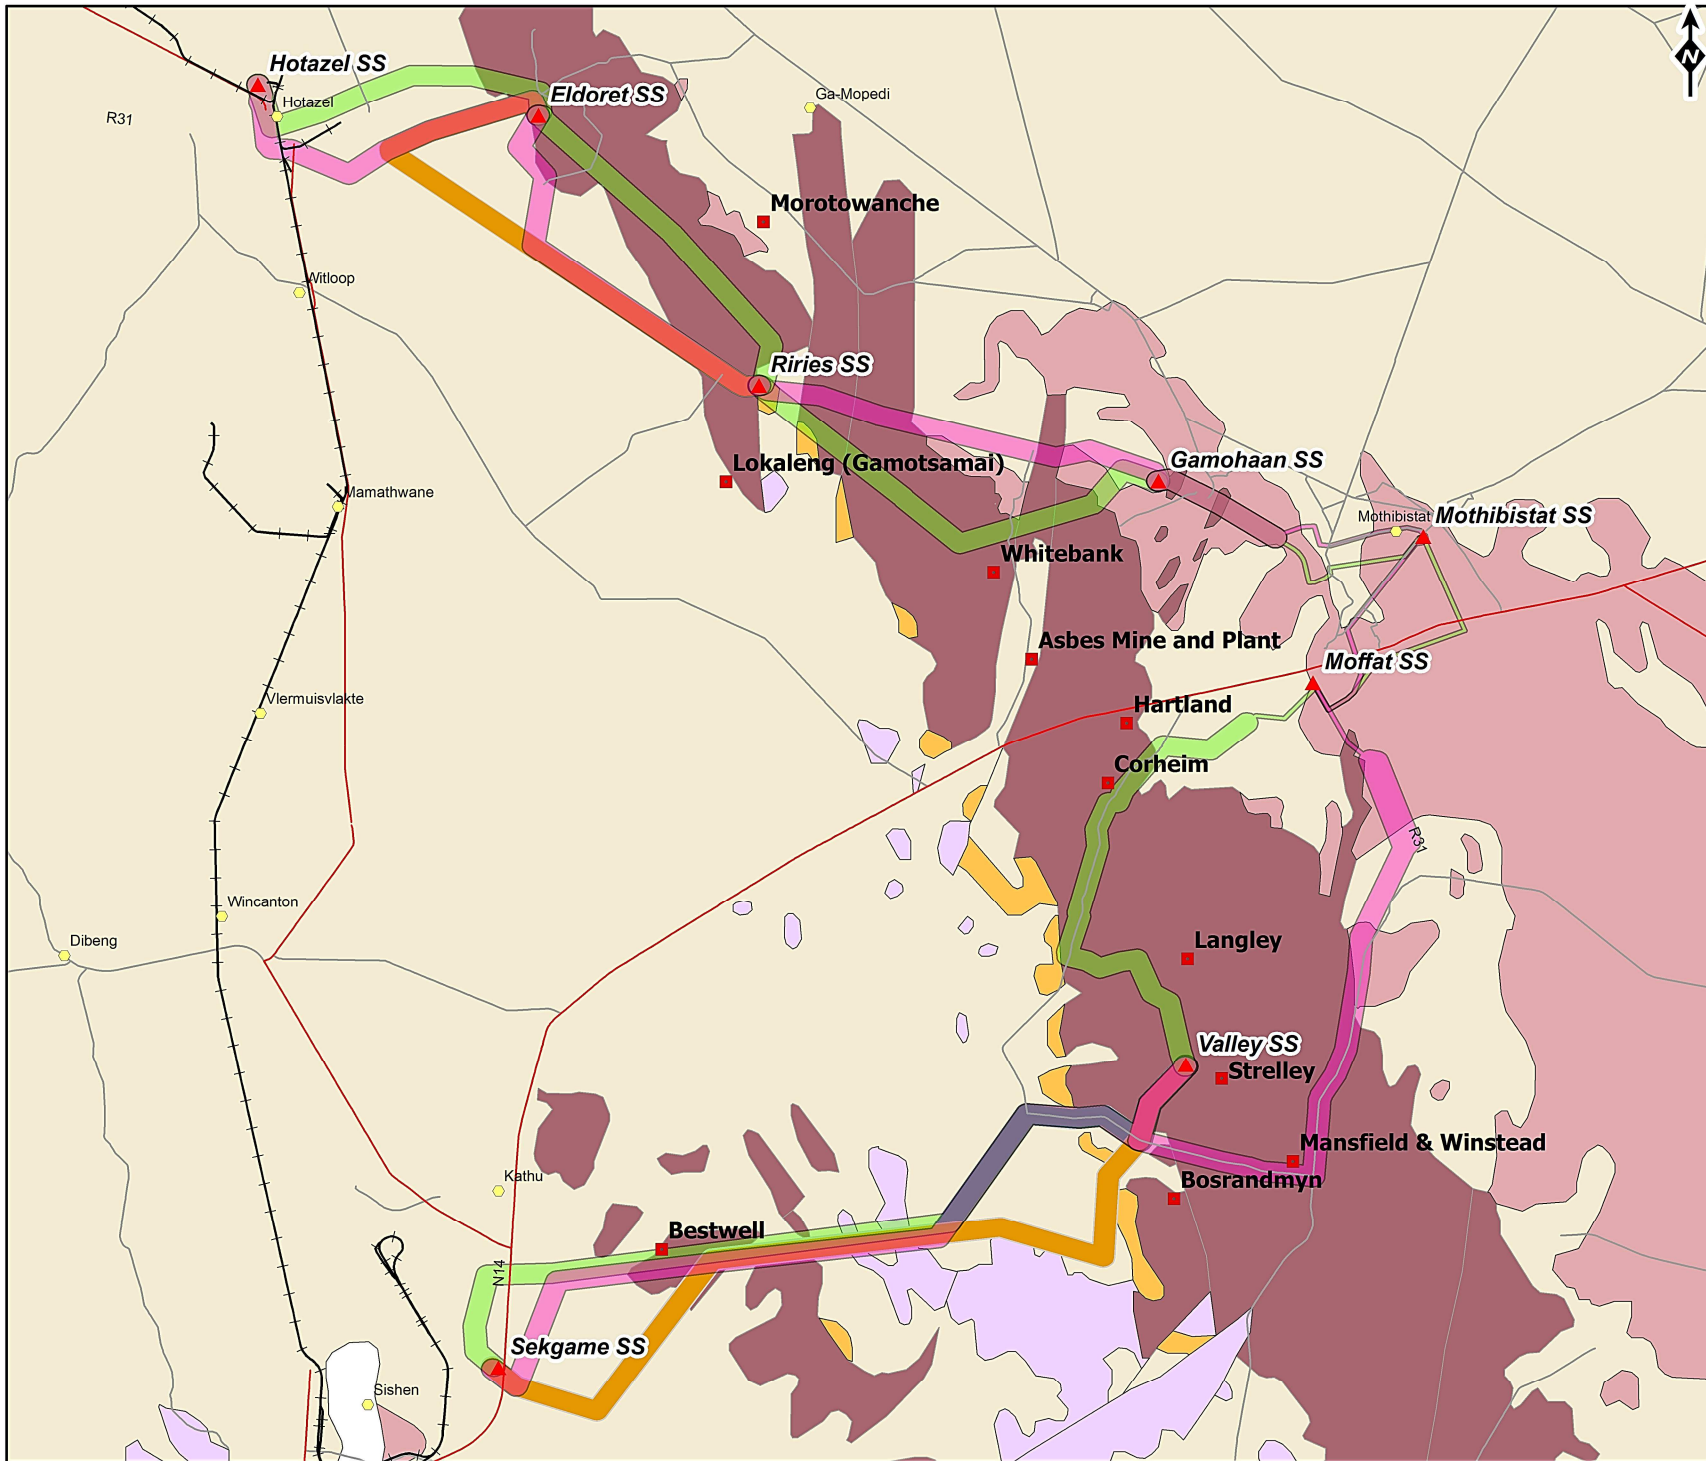 N
Hotazel SS
Eldoret SS
Hotazel
Ga-Mopedi
R31
Morotowanche
Witloop
Riries SS
Lokaleng (Gamotsamai)
Gamohaan SS
Mamathwane
Mothibistat
Mothibistat SS
Whitebank
Asbes Mine and Plant
Moffat SS
Vlermuisvlakte
Hartland
Corheim
R31
Wincanton
Dibeng
Langley
Valley SS
Strelley
Mansfield & Winstead
Kathu
Bosrandmyn
Bestwell
N14
Sekgame SS
Sishen